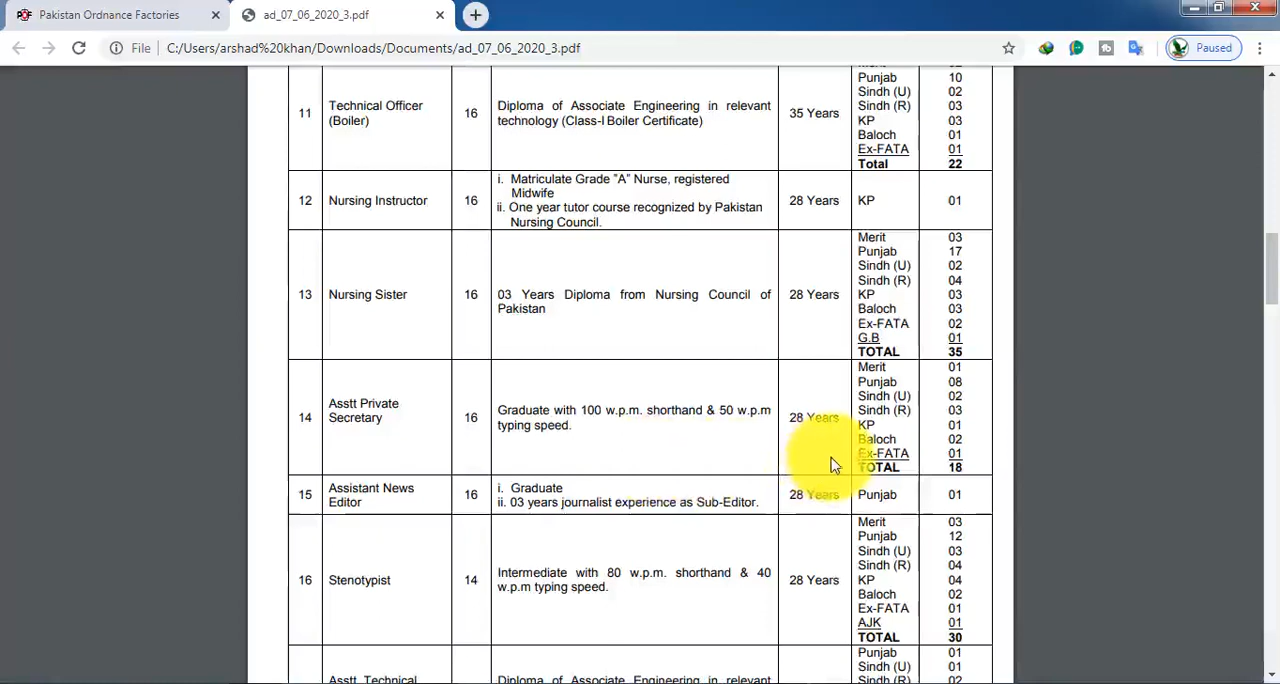 Pakistan Ordnance Factories
ad_07_06_2020_3.pdf
File
C:/Users/arshad%20khan/Downloads/Documents/ad_07_06_2020_3.pdf
Paused
11 Technical Officer (Boiler) 16 Diploma of Associate Engineering in relevant technology (Class-I Boiler Certificate) 35 Years
Punjab 10
Sindh (U) 02
Sindh (R) 03
KP 03
Baloch 01
Ex-FATA 01
Total 22
12 Nursing Instructor 16
i. Matriculate Grade "A" Nurse, registered
Midwife
ii. One year tutor course recognized by Pakistan
Nursing Council.
28 Years KP 01
13 Nursing Sister 16
03 Years Diploma from Nursing Council of
Pakistan
28 Years
Merit 03
Punjab 17
Sindh (U) 02
Sindh (R) 04
KP 03
Baloch 03
Ex-FATA 02
G.B 01
TOTAL 35
14 Asstt Private Secretary 16
Graduate with 100 w.p.m. shorthand & 50 w.p.m
typing speed.
28 Years
Merit 01
Punjab 08
Sindh (U) 02
Sindh (R) 03
KP 01
Baloch 02
Ex-FATA 01
TOTAL 18
15 Assistant News Editor 16
i. Graduate
ii. 03 years journalist experience as Sub-Editor.
28 Years Punjab 01
16 Stenotypist 14
Intermediate with 80 w.p.m. shorthand & 40
w.p.m typing speed.
28 Years
Merit 03
Punjab 12
Sindh (U) 03
Sindh (R) 04
KP 04
Baloch 02
Ex-FATA 01
AJK 01
TOTAL 30
Asstt Technical
Diploma of Associate Engineering in relevant
Punjab 01
Sindh (U) 01
Sindh (R) 02